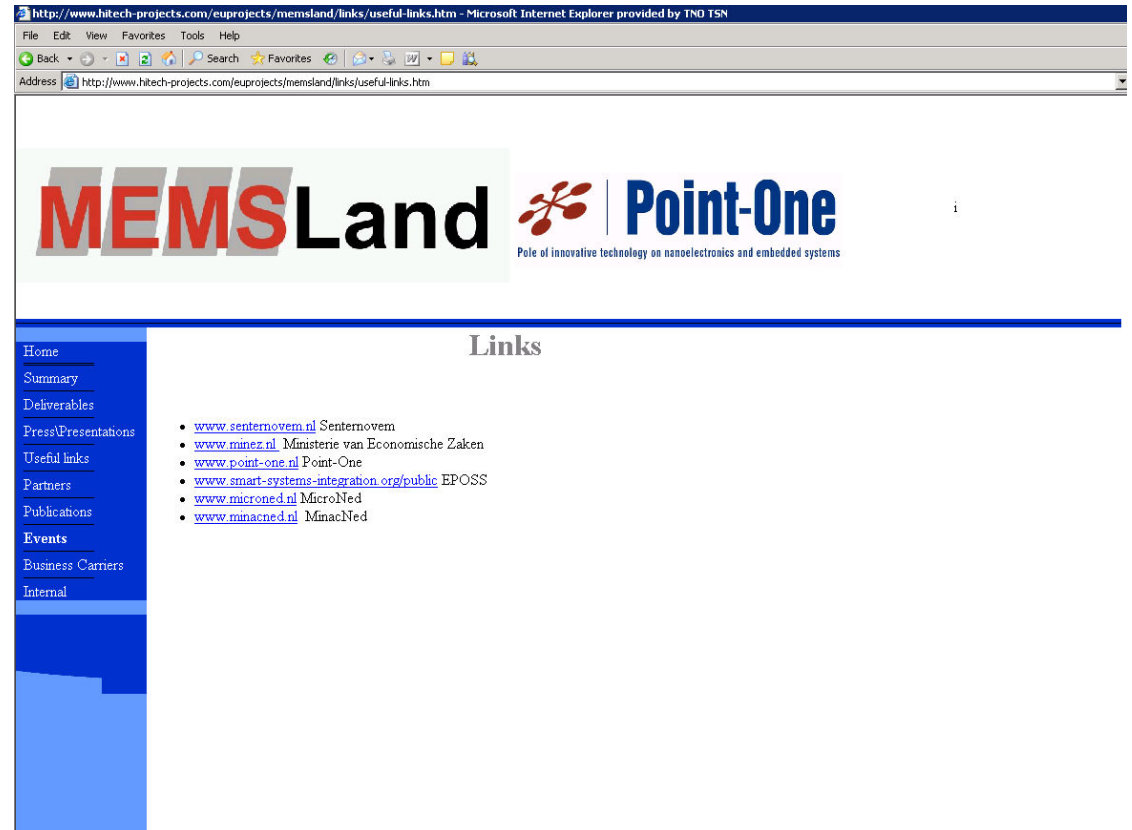 http://www.hitech-projects.com/euprojects/memsland/links/useful-links.htm - Microsoft Internet Explorer provided by TNO TSN
File Edit View Favorites Tools Help
Back Search Favorites
Address http://www.hitech-projects.com/euprojects/memsland/links/useful-links.htm
MEMSLand
Point-One
i
Pole of innovative technology on nanoelectronics and embedded systems
Links
Home
Summary
Deliverables
Press\Presentations
Useful links
Partners
Publications
Events
Business Carriers
Internal
• www.senternovem.nl Senternovem
• www.minez.nl Ministerie van Economische Zaken
• www.point-one.nl Point-One
• www.smart-systems-integration.org/public EPOSS
• www.microned.nl MicroNed
• www.minacned.nl MinacNed